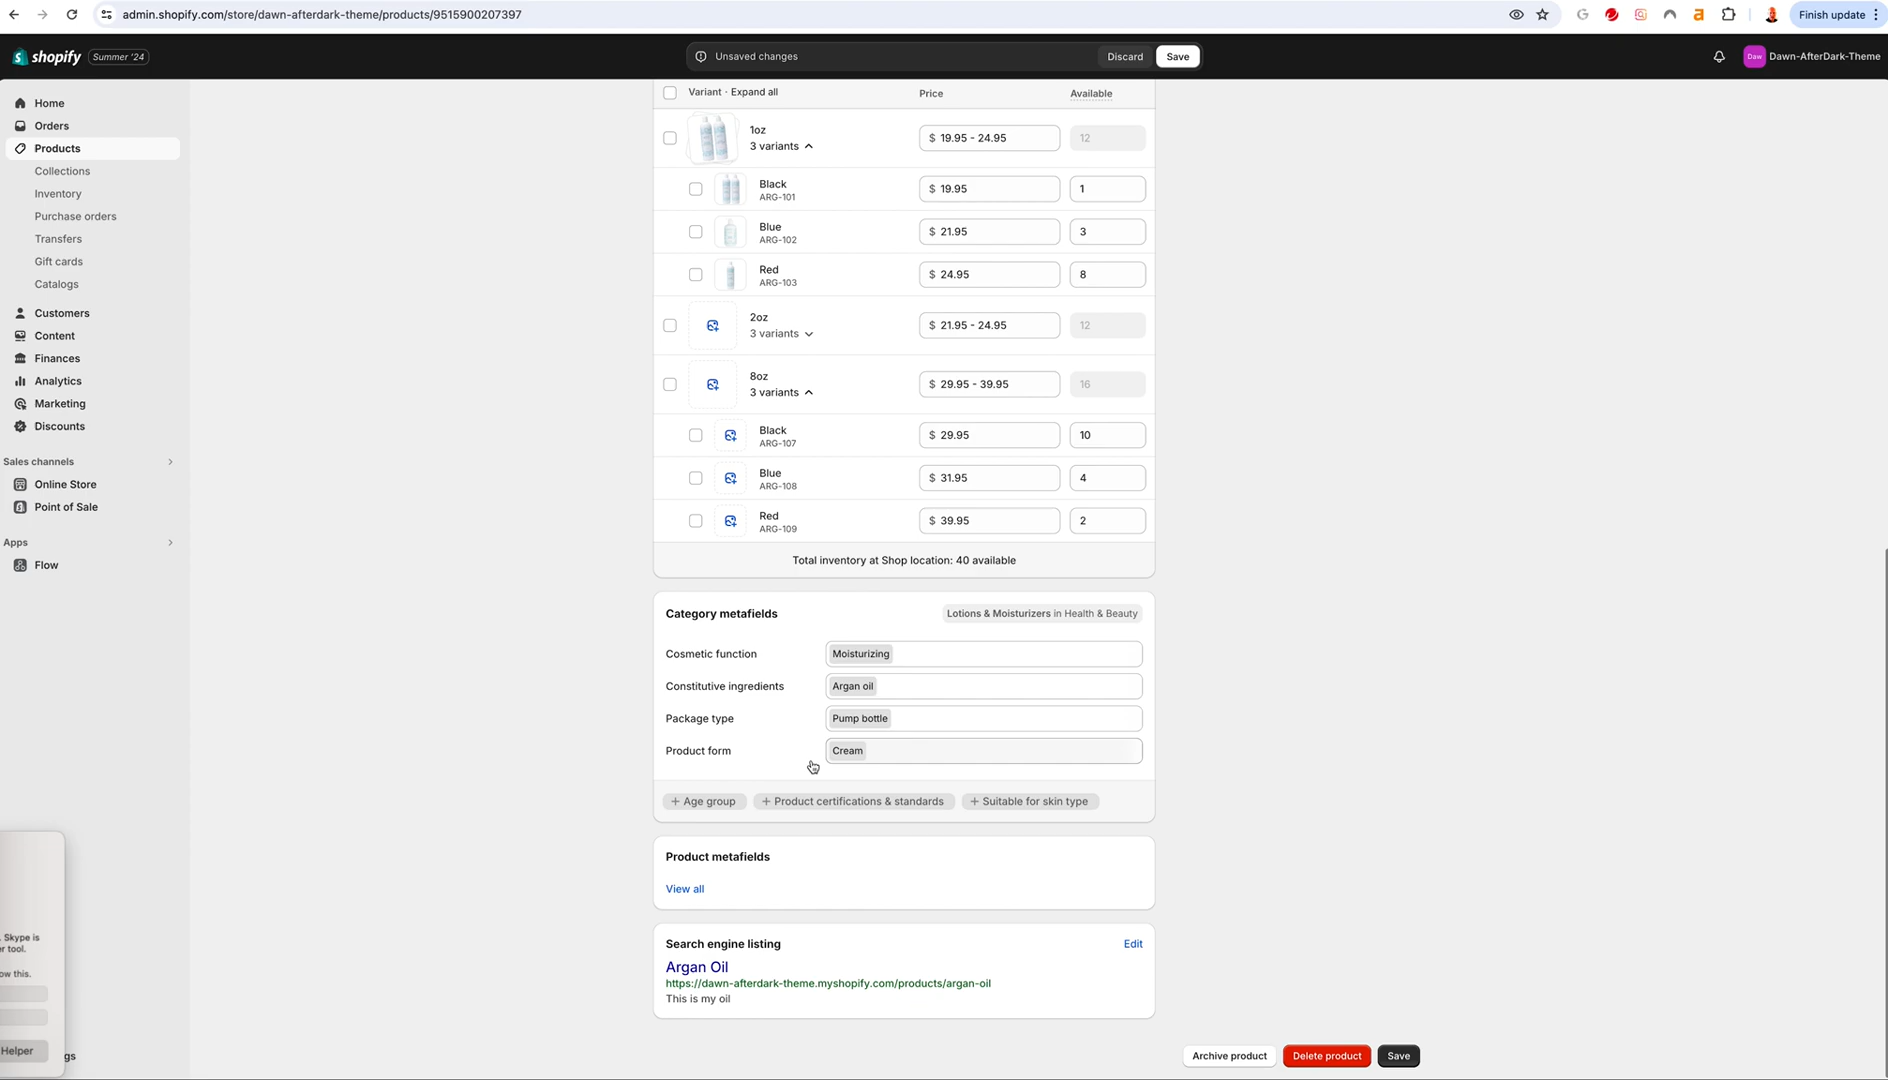 admin.shopify.com/store/dawn-afterdark-theme/products/9515900207397
Finish update
shopify
Summer '24
Unsaved changes
Discard
Save
Daw
Dawn-AfterDark-Theme
Home
Orders
Products
Collections
Inventory
Purchase orders
Transfers
Gift cards
Catalogs
Customers
Content
Finances
Analytics
Marketing
Discounts
Sales channels
Online Store
Point of Sale
Apps
Flow
. Skype is
r tool.
ow this.
Helper
gs
Variant · Expand all
Price
Available
1oz
3 variants
$ 19.95 - 24.95
12
Black
ARG-101
$ 19.95
1
Blue
ARG-102
$ 21.95
3
Red
ARG-103
$ 24.95
8
2oz
3 variants
$ 21.95 - 24.95
12
8oz
3 variants
$ 29.95 - 39.95
16
Black
ARG-107
$ 29.95
10
Blue
ARG-108
$ 31.95
4
Red
ARG-109
$ 39.95
2
Total inventory at Shop location: 40 available
Category metafields
Lotions & Moisturizers in Health & Beauty
Cosmetic function
Moisturizing
Constitutive ingredients
Argan oil
Package type
Pump bottle
Product form
Cream
+ Age group
+ Product certifications & standards
+ Suitable for skin type
Product metafields
View all
Search engine listing
Edit
Argan Oil
https://dawn-afterdark-theme.myshopify.com/products/argan-oil
This is my oil
Archive product
Delete product
Save